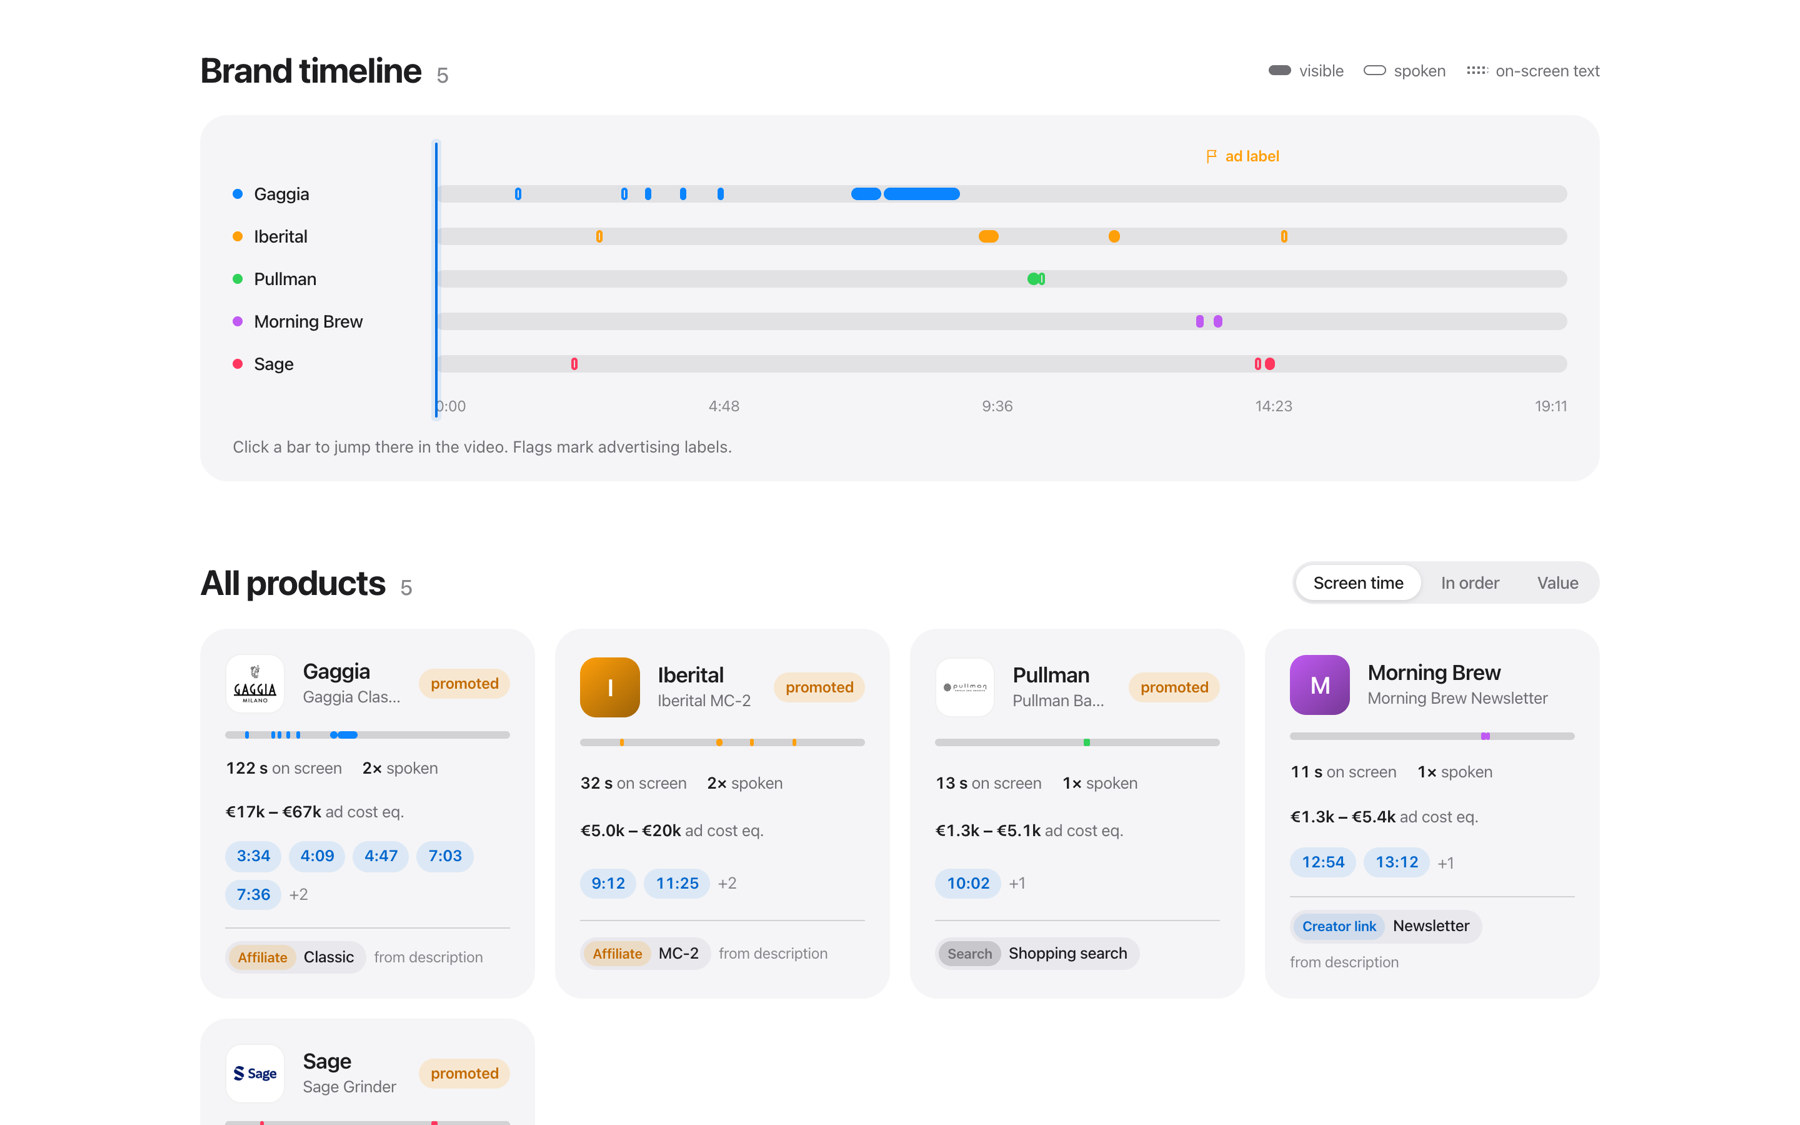 Brand timeline 5
visible spoken on-screen text
ad label
Gaggia
Iberital
Pullman
Morning Brew
Sage
0:00 4:48 9:36 14:23 19:11
Click a bar to jump there in the video. Flags mark advertising labels.
All products 5
Screen time In order Value
GAGGIA
MILANO
Gaggia
Gaggia Clas...
promoted
122 s on screen 2× spoken
€17k – €67k ad cost eq.
3:34 4:09 4:47 7:03
7:36 +2
Affiliate Classic from description
I
Iberital
Iberital MC-2
promoted
32 s on screen 2× spoken
€5.0k – €20k ad cost eq.
9:12 11:25 +2
Affiliate MC-2 from description
pullman
Pullman
Pullman Ba...
promoted
13 s on screen 1× spoken
€1.3k – €5.1k ad cost eq.
10:02 +1
Search Shopping search
M
Morning Brew
Morning Brew Newsletter
11 s on screen 1× spoken
€1.3k – €5.4k ad cost eq.
12:54 13:12 +1
Creator link Newsletter
from description
Sage
Sage
Sage Grinder
promoted